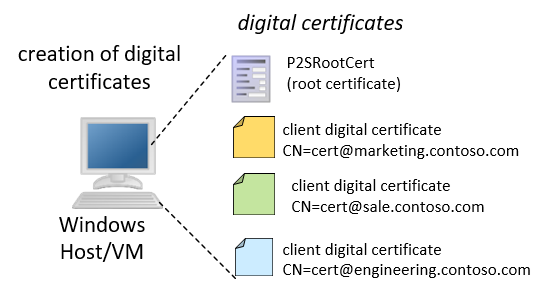 digital certificates
creation of digital
certificates
P2SRootCert
(root certificate)
client digital certificate
CN=cert@marketing.contoso.com
client digital certificate
CN=cert@sale.contoso.com
Windows
Host/VM
client digital certificate
CN=cert@engineering.contoso.com